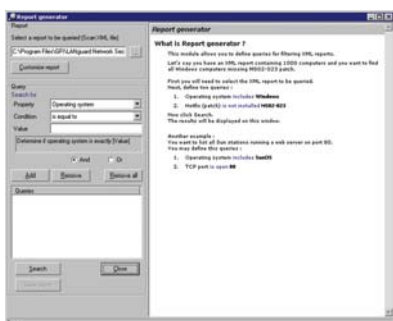 Report generator
Report
Select a report to be queried (Scan XML file)
C:\Program Files\GFI\LANguard Network Sec
...
Customize report
Query
Search for:
Property
Operating system
Condition
is equal to
Value
Determine if operating system is exactly [Value]
And
Or
Add
Remove
Remove all
Queries
Search
Close
Report generator
What is Report generator ?
This module allows you to define queries for filtering XML reports.
Let's say you have an XML report containing 1000 computers and you want to find
all Windows computers missing MS02-023 patch.
First you will need to select the XML report to be queried.
Next, define two queries :
1. Operating system includes Windows
2. Hotfix (patch) is not installed MS02-023
Now click Search.
The results will be displayed on this window.
Another example :
You want to list all Sun stations running a web server on port 80.
You may define this queries :
1. Operating system includes SunOS
2. TCP port is open 80